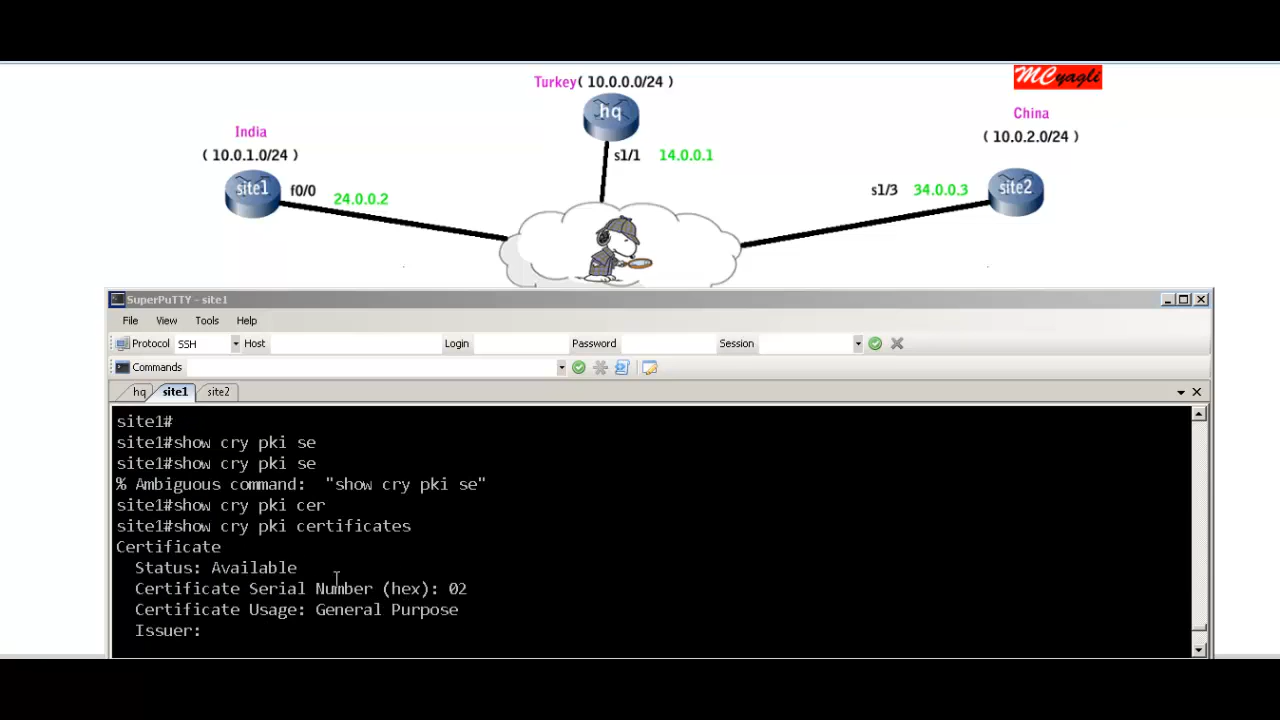 MCyagli
Turkey( 10.0.0.0/24 )
hq
s1/1 14.0.0.1
India
( 10.0.1.0/24 )
site1 f0/0 24.0.0.2
China
( 10.0.2.0/24 )
s1/3 34.0.0.3 site2
SuperPuTTY - site1
File View Tools Help
Protocol SSH Host Login Password Session
Commands
hq site1 site2
site1#
site1#show cry pki se
site1#show cry pki se
% Ambiguous command: "show cry pki se"
site1#show cry pki cer
site1#show cry pki certificates
Certificate
Status: Available
Certificate Serial Number (hex): 02
Certificate Usage: General Purpose
Issuer: